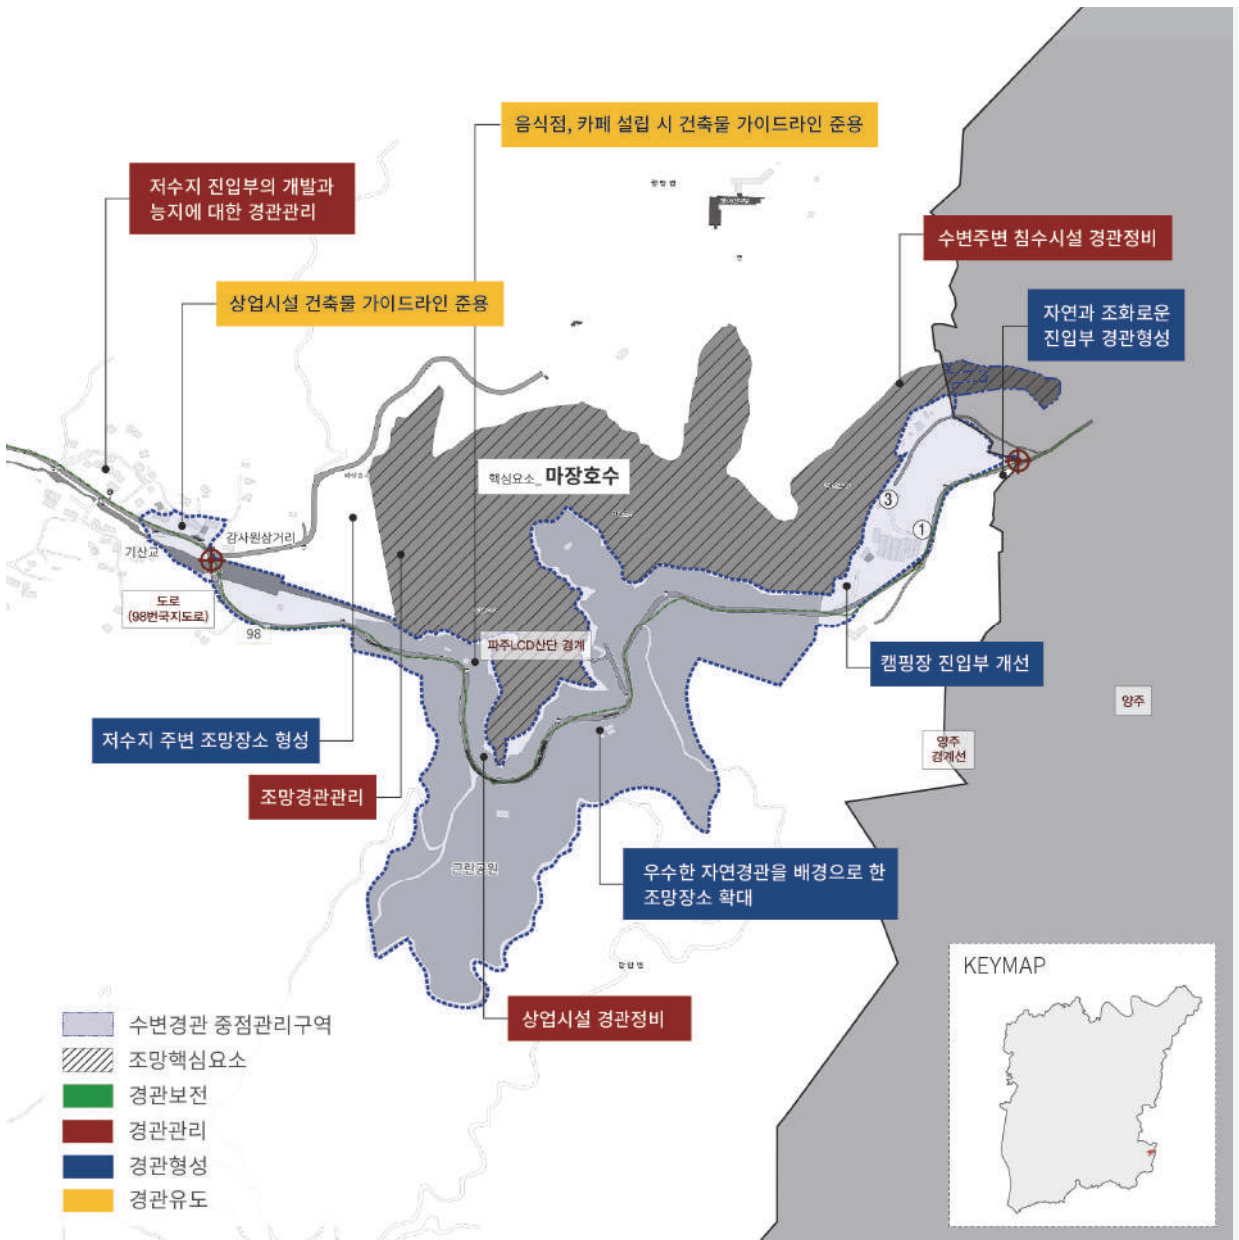 음식점, 카페 설립 시 건축물 가이드라인 준용
저수지 진입부의 개발과
능지에 대한 경관관리
수변주변 침수시설 경관정비
상업시설 건축물 가이드라인 준용
자연과 조화로운
진입부 경관형성
핵심요소_ 마장호수
③
①
기산교
감사원삼거리
도로
(98번국지도로)
98
파주LCD산단 경계
캠핑장 진입부 개선
양주
양주
경계선
저수지 주변 조망장소 형성
조망경관관리
우수한 자연경관을 배경으로 한
조망장소 확대
근린공원
상업시설 경관정비
KEYMAP
수변경관 중점관리구역
조망핵심요소
경관보전
경관관리
경관형성
경관유도